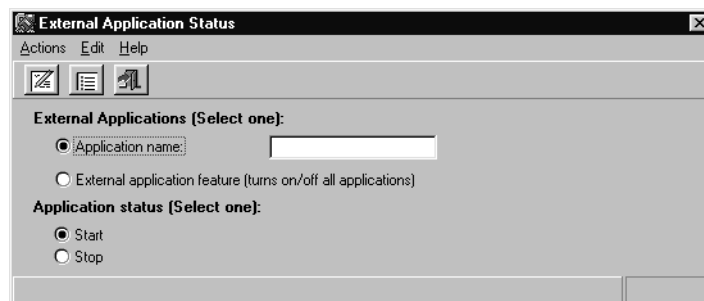 External Application Status
Actions Edit Help
External Applications (Select one):
Application name:
External application feature (turns on/off all applications)
Application status (Select one):
Start
Stop